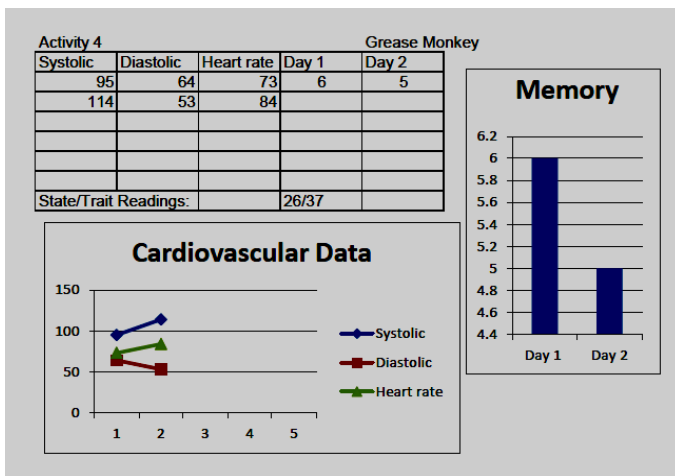 Activity 4 Grease Monkey
Systolic Diastolic Heart rate Day 1 Day 2
95 64 73 6 5
114 53 84
State/Trait Readings: 26/37
Memory
6.2
6
5.8
5.6
5.4
5.2
5
4.8
4.6
4.4
Day 1 Day 2
Cardiovascular Data
150
100
50
0
1 2 3 4 5
Systolic
Diastolic
Heart rate